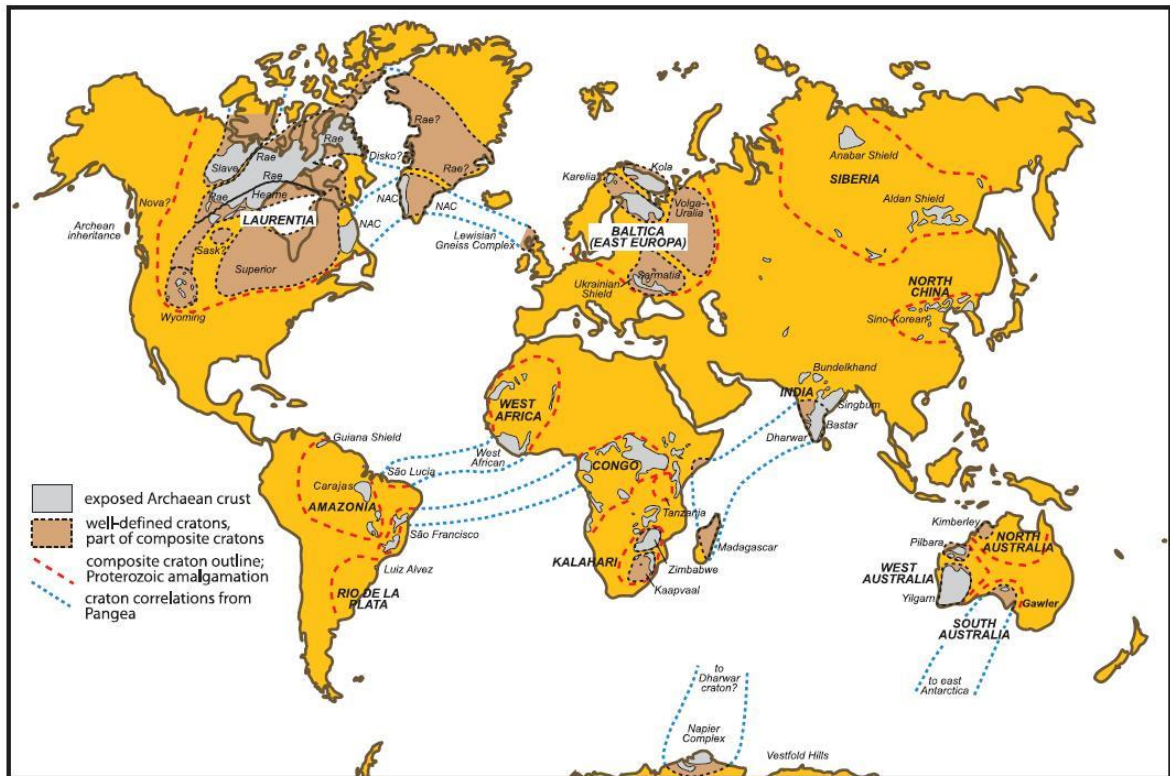 Rae?
Rae
Disko?
Rae
Slave
Rae?
Rae
Rae
Hearne
Nova?
NAC
NAC
LAURENTIA
NAC
Archean
inheritance
Sask?
Lewisian
Gneiss Complex
Superior
Wyoming
Kola
Karelia
Volga-
Uralia
BALTICA
(EAST EUROPA)
Sarmatia
Ukrainian
Shield
Anabar Shield
SIBERIA
Aldan Shield
NORTH
CHINA
Sino-Korean
Bundelkhand
INDIA
Singbum
Bastar
Dharwar
WEST
AFRICA
West
African
CONGO
Tanzania
Madagascar
KALAHARI
Zimbabwe
Kaapvaal
Guiana Shield
São Lucia
Carajas
AMAZONIA
São Francisco
Luiz Alvez
RIO DE LA
PLATA
Kimberley
Pilbara
NORTH
AUSTRALIA
WEST
AUSTRALIA
Yilgarn
Gawler
SOUTH
AUSTRALIA
to east
Antarctica
to
Dharwar
craton?
Napier
Complex
Vestfold Hills
exposed Archaean crust
well-defined cratons,
part of composite cratons
composite craton outline;
Proterozoic amalgamation
craton correlations from
Pangea